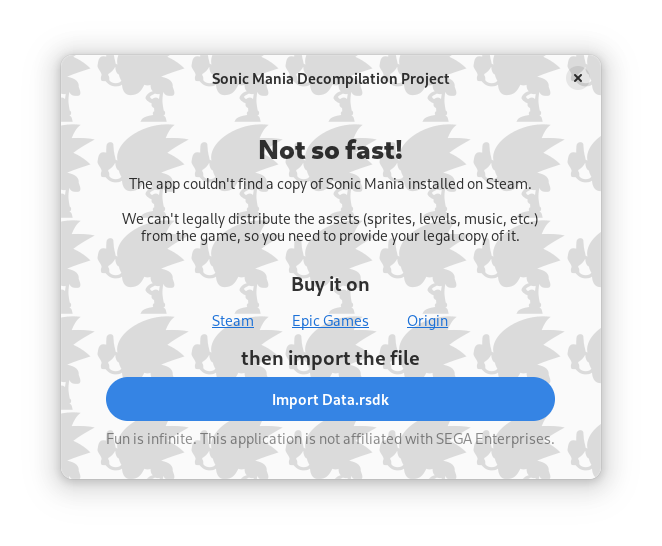 Sonic Mania Decompilation Project
Not so fast!
The app couldn't find a copy of Sonic Mania installed on Steam.
We can't legally distribute the assets (sprites, levels, music, etc.)
from the game, so you need to provide your legal copy of it.
Buy it on
Steam Epic Games Origin
then import the file
Import Data.rsdk
Fun is infinite. This application is not affiliated with SEGA Enterprises.